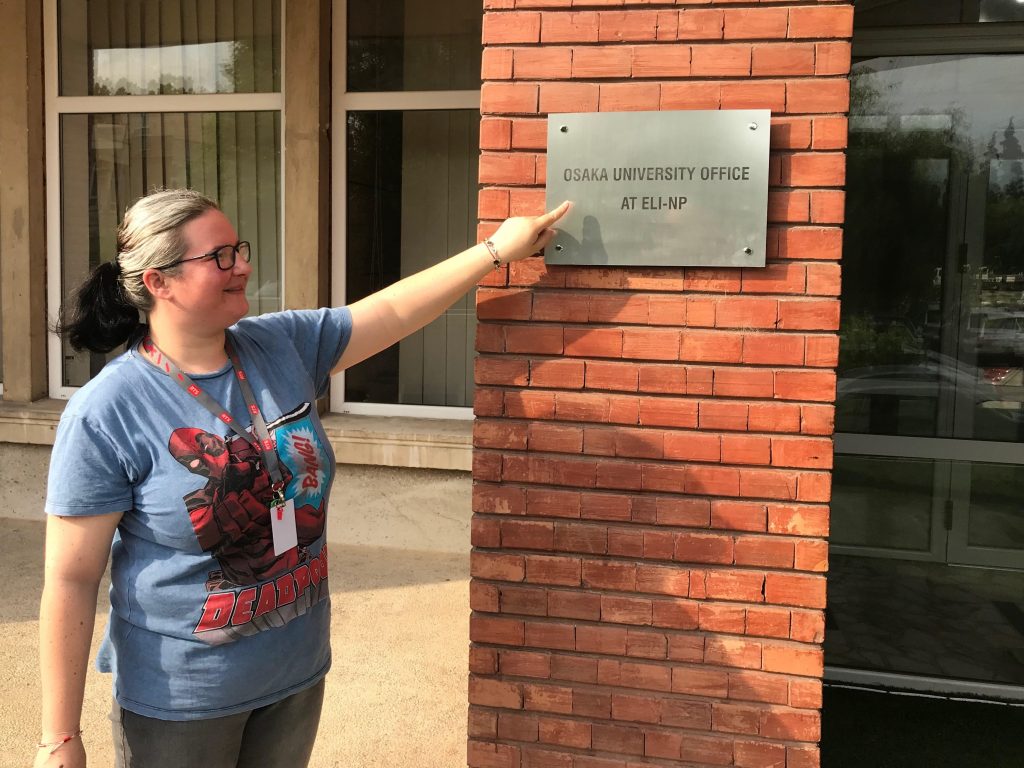 OSAKA UNIVERSITY OFFICE
AT ELI-NP
BANG!
DEADPOOL